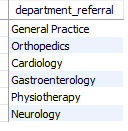 department_referral
General Practice
Orthopedics
Cardiology
Gastroenterology
Physiotherapy
Neurology